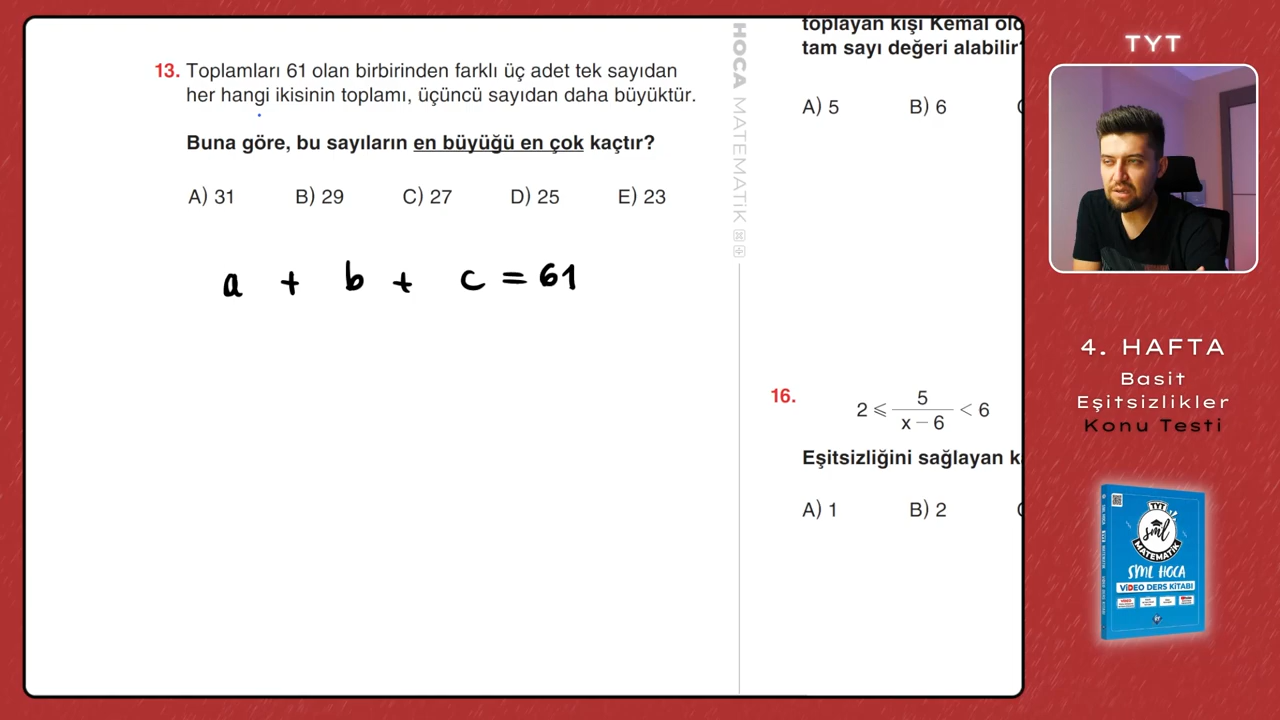 13. Toplamları 61 olan birbirinden farklı üç adet tek sayıdan
her hangi ikisinin toplamı, üçüncü sayıdan daha büyüktür.
Buna göre, bu sayıların en büyüğü en çok kaçtır?
A) 31 B) 29 C) 27 D) 25 E) 23
a + b + c = 61
HOCA MATEMATİK
toplayan kişi Kemal
tam sayı değeri alabilir
A) 5 B) 6
16. 2 ⩽ 5 / x − 6 < 6
Eşitsizliğini sağlayan
A) 1 B) 2
TYT
4. HAFTA
Basit
Eşitsizlikler
Konu Testi
TYT
sml
MATEMATİK
SML HOCA
VİDEO DERS KİTABI